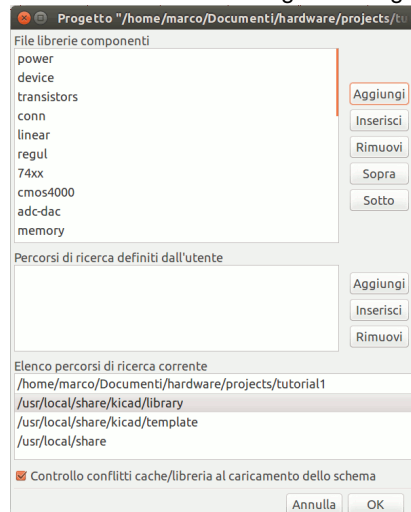 Progetto "/home/marco/Documenti/hardware/projects/tu
File librerie componenti
power
device
transistors
conn
linear
regul
74xx
cmos4000
adc-dac
memory
Aggiungi
Inserisci
Rimuovi
Sopra
Sotto
Percorsi di ricerca definiti dall'utente
Aggiungi
Inserisci
Rimuovi
Elenco percorsi di ricerca corrente
/home/marco/Documenti/hardware/projects/tutorial1
/usr/local/share/kicad/library
/usr/local/share/kicad/template
/usr/local/share
Controllo conflitti cache/libreria al caricamento dello schema
Annulla OK